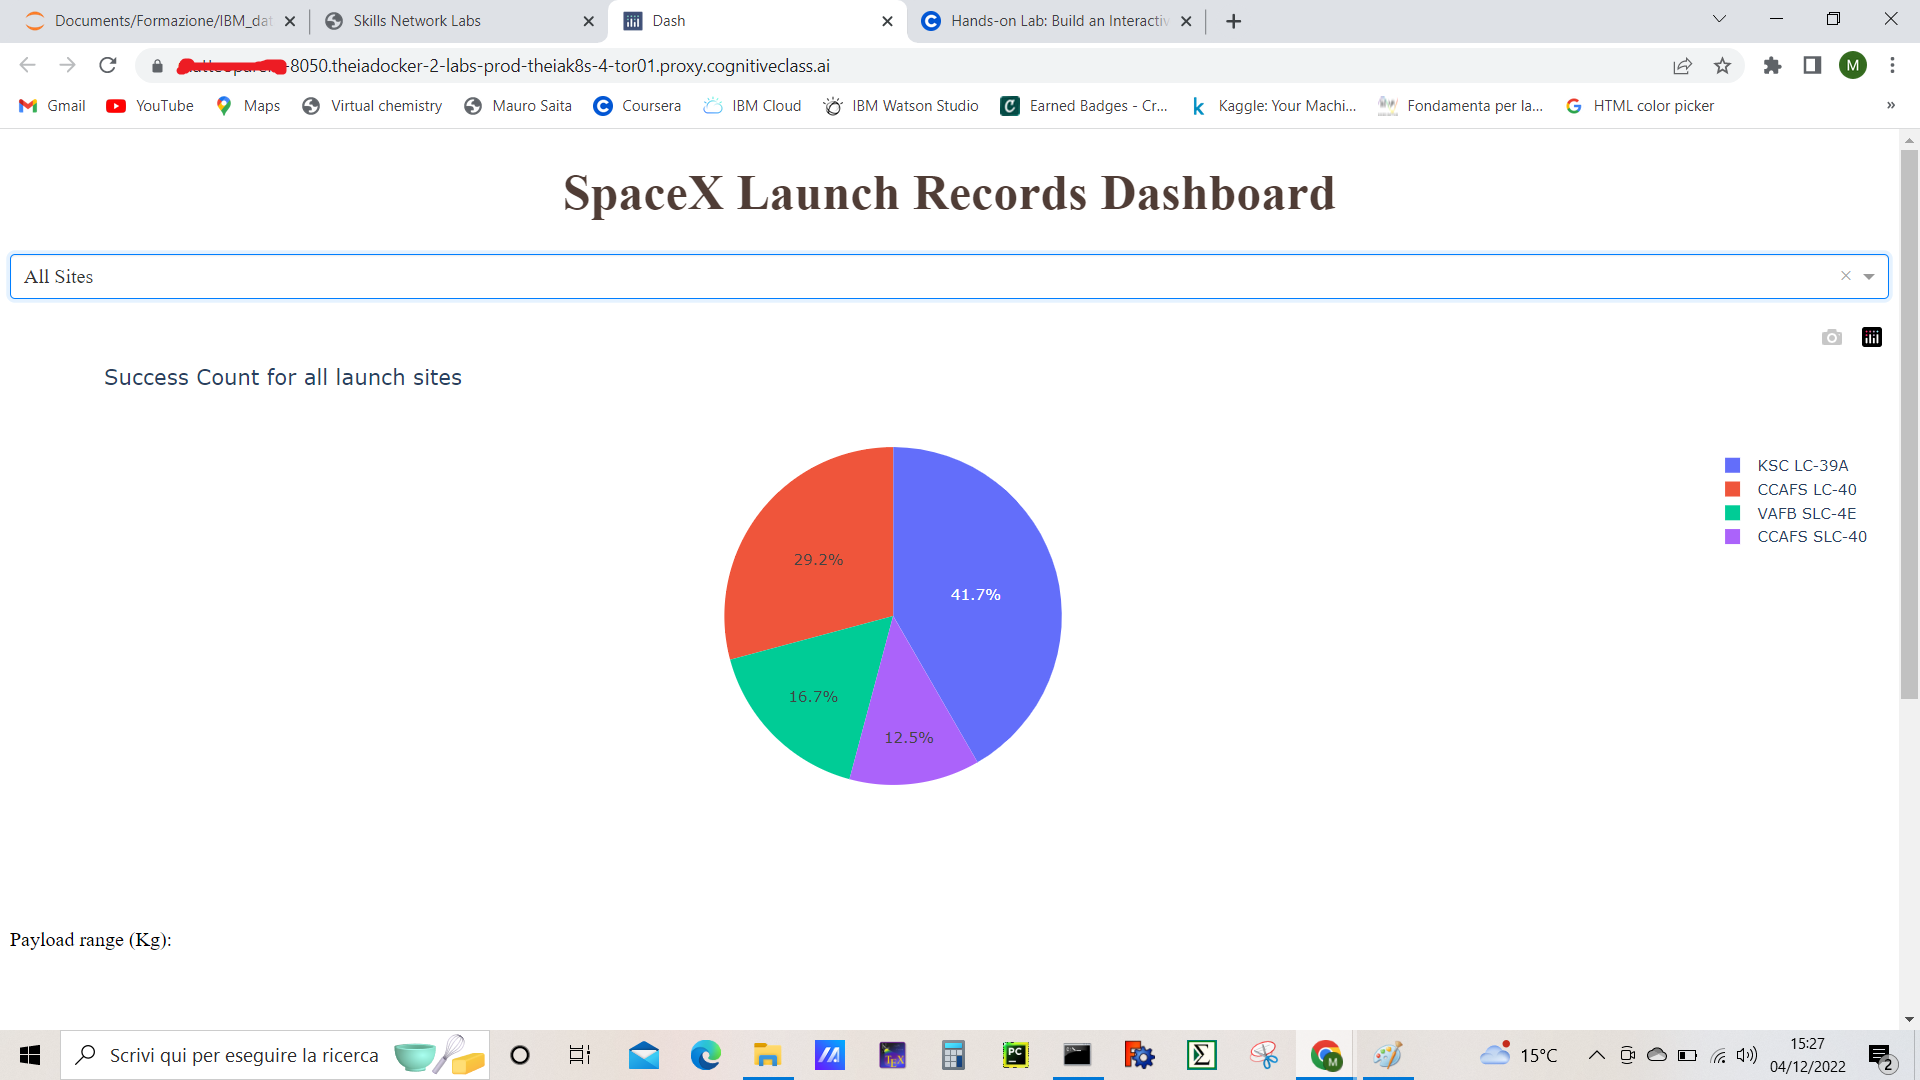 Documents/Formazione/IBM_dat
Skills Network Labs
Dash
Hands-on Lab: Build an Interactiv
-8050.theiadocker-2-labs-prod-theiak8s-4-tor01.proxy.cognitiveclass.ai
M
Gmail
YouTube
Maps
Virtual chemistry
Mauro Saita
Coursera
IBM Cloud
IBM Watson Studio
Earned Badges - Cr...
Kaggle: Your Machi...
Fondamenta per la...
HTML color picker
»
SpaceX Launch Records Dashboard
All Sites
Success Count for all launch sites
KSC LC-39A
CCAFS LC-40
VAFB SLC-4E
CCAFS SLC-40
29.2%
41.7%
16.7%
12.5%
Payload range (Kg):
Scrivi qui per eseguire la ricerca
15°C
15:27
04/12/2022
2